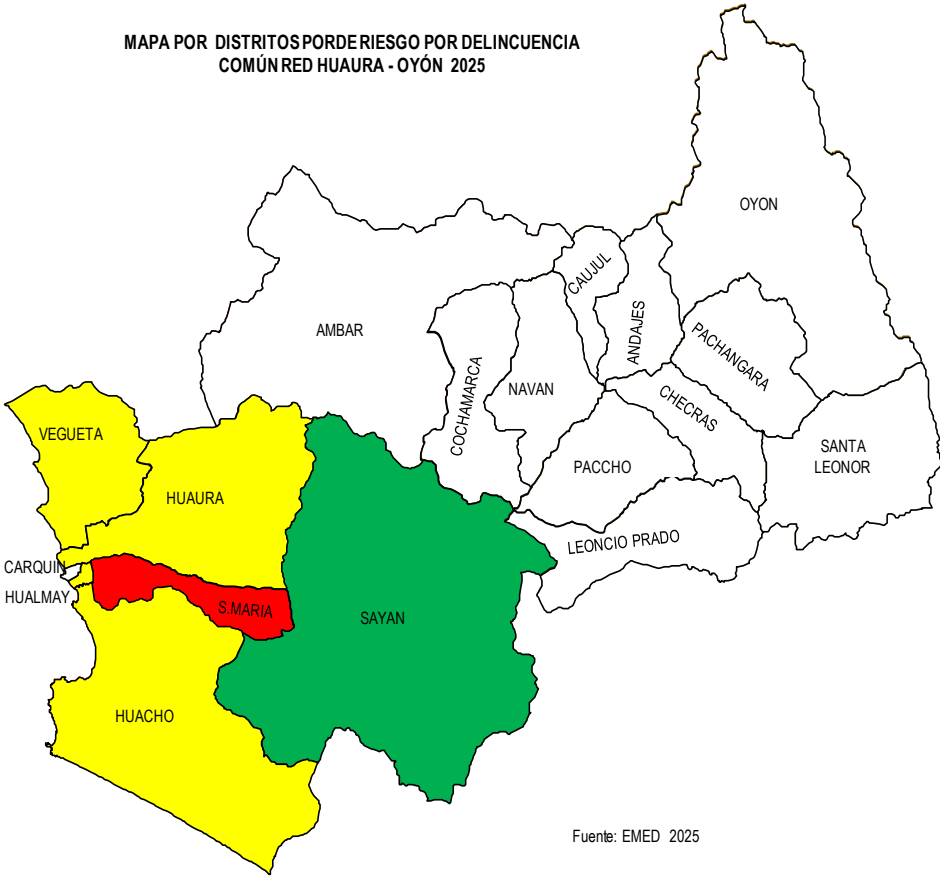 MAPA POR DISTRITOS PORDE RIESGO POR DELINCUENCIA
COMÚN RED HUAURA - OYÓN 2025
OYON
CAUJUL
ANDAJES
AMBAR
PACHANGARA
COCHAMARCA
NAVAN
CHECRAS
VEGUETA
SANTA
LEONOR
PACCHO
HUAURA
LEONCIO PRADO
CARQUIN
HUALMAY
S.MARIA
SAYAN
HUACHO
Fuente: EMED 2025